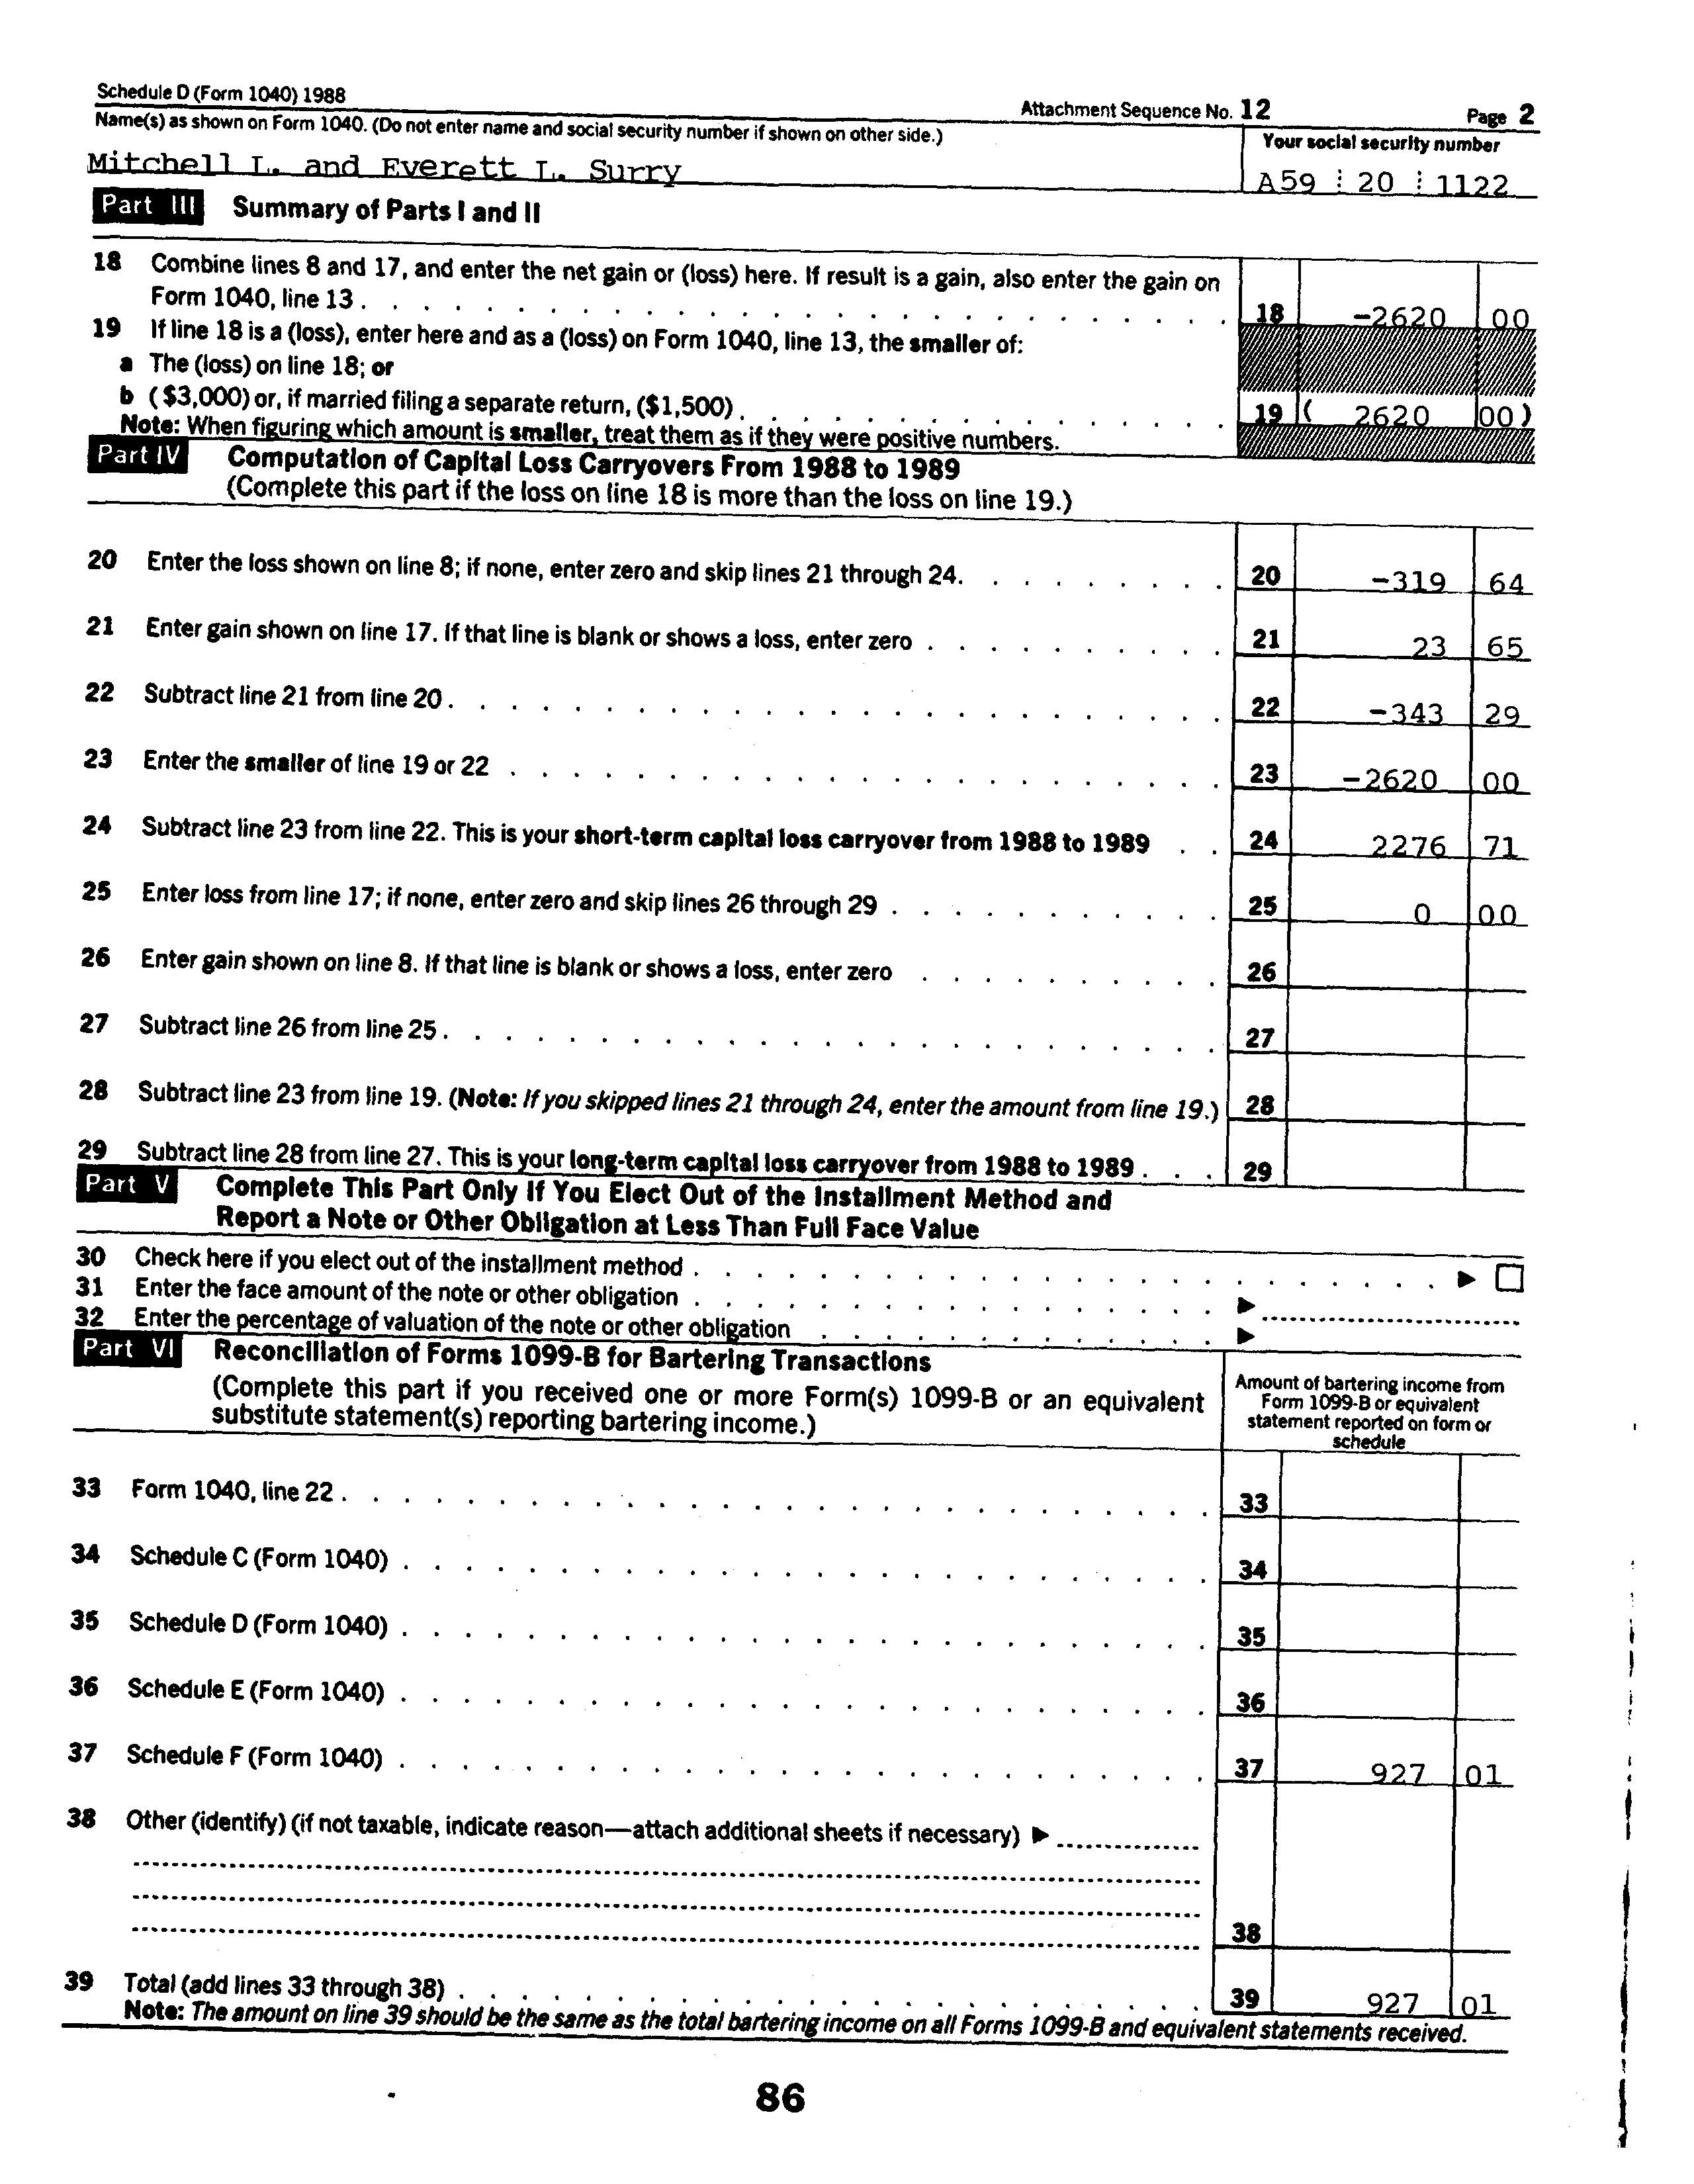 Schedule D (Form 1040) 1988
Attachment Sequence No. 12
Page 2
Name(s) as shown on Form 1040. (Do not enter name and social security number if shown on other side.)
Your social security number
Mitchell L. and Everett L. Surry
A59 20 1122
Part III Summary of Parts I and II
18 Combine lines 8 and 17, and enter the net gain or (loss) here. If result is a gain, also enter the gain on
Form 1040, line 13 . . . 18 -2620 00
19 If line 18 is a (loss), enter here and as a (loss) on Form 1040, line 13, the smaller of:
a The (loss) on line 18; or
b ($3,000) or, if married filing a separate return, ($1,500) . . . 19 ( 2620 00 )
Note: When figuring which amount is smaller, treat them as if they were positive numbers.
Part IV Computation of Capital Loss Carryovers From 1988 to 1989
(Complete this part if the loss on line 18 is more than the loss on line 19.)
20 Enter the loss shown on line 8; if none, enter zero and skip lines 21 through 24. . . . 20 -319 64
21 Enter gain shown on line 17. If that line is blank or shows a loss, enter zero . . . 21 23 65
22 Subtract line 21 from line 20 . . . 22 -343 29
23 Enter the smaller of line 19 or 22 . . . 23 -2620 00
24 Subtract line 23 from line 22. This is your short-term capital loss carryover from 1988 to 1989 . . 24 2276 71
25 Enter loss from line 17; if none, enter zero and skip lines 26 through 29 . . . 25 0 00
26 Enter gain shown on line 8. If that line is blank or shows a loss, enter zero . . . 26
27 Subtract line 26 from line 25 . . . 27
28 Subtract line 23 from line 19. (Note: If you skipped lines 21 through 24, enter the amount from line 19.) 28
29 Subtract line 28 from line 27. This is your long-term capital loss carryover from 1988 to 1989 . . . 29
Part V Complete This Part Only If You Elect Out of the Installment Method and
Report a Note or Other Obligation at Less Than Full Face Value
30 Check here if you elect out of the installment method . . . ▶ ☐
31 Enter the face amount of the note or other obligation . . . ▶
32 Enter the percentage of valuation of the note or other obligation . . . ▶
Part VI Reconciliation of Forms 1099-B for Bartering Transactions
(Complete this part if you received one or more Form(s) 1099-B or an equivalent
substitute statement(s) reporting bartering income.)
Amount of bartering income from
Form 1099-B or equivalent
statement reported on form or
schedule
33 Form 1040, line 22 . . . 33
34 Schedule C (Form 1040) . . . 34
35 Schedule D (Form 1040) . . . 35
36 Schedule E (Form 1040) . . . 36
37 Schedule F (Form 1040) . . . 37 927 01
38 Other (identify) (if not taxable, indicate reason—attach additional sheets if necessary) ▶
38
39 Total (add lines 33 through 38) . . . 39 927 01
Note: The amount on line 39 should be the same as the total bartering income on all Forms 1099-B and equivalent statements received.
86